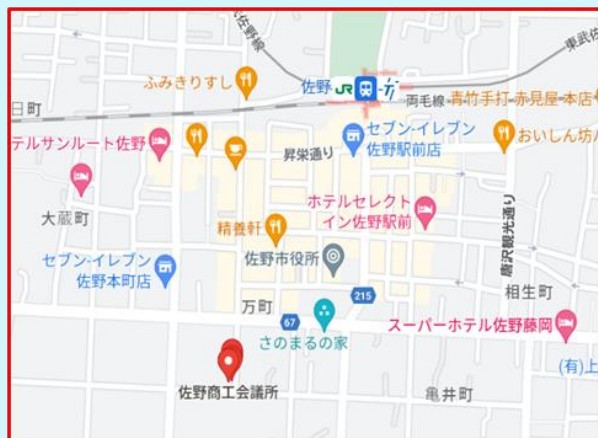 佐野
JR
東武佐
ふみきりすし
両毛線
青竹手打 赤見屋 本店
日町
セブン-イレブン
佐野駅前店
テルサンルート佐野
昇栄通り
おいしん坊
大蔵町
ホテルセレクト
イン佐野駅前
唐沢観光通り
精養軒
佐野市役所
セブン-イレブン
佐野本町店
万町
215
相生町
67
さのまるの家
スーパーホテル佐野藤岡
(有)上
佐野商工会議所
亀井町